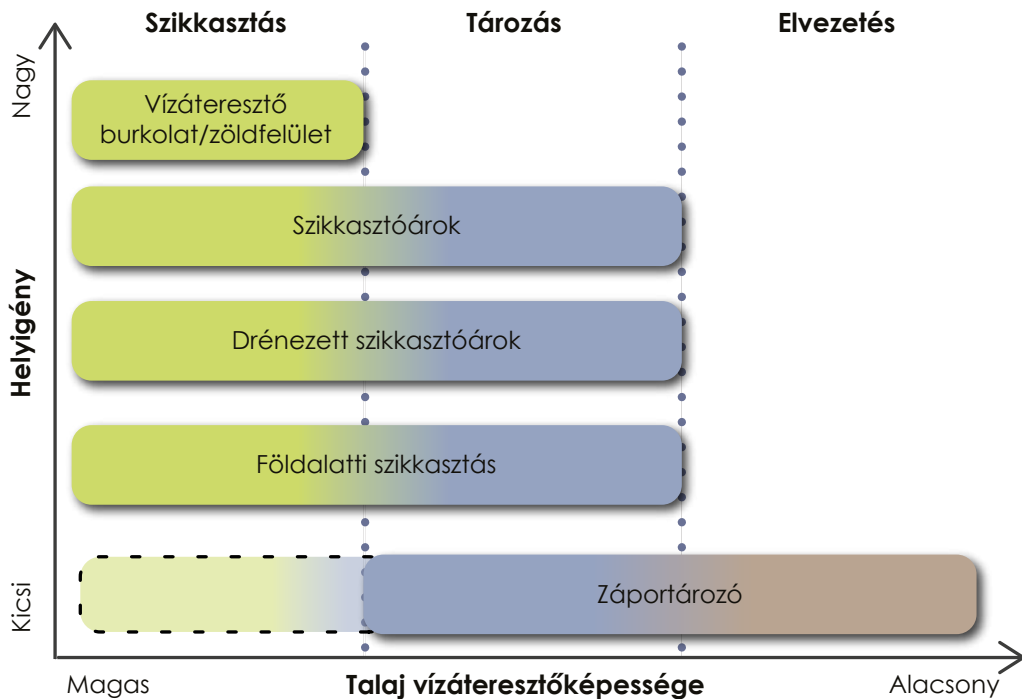 Szikkasztás
Tározás
Elvezetés
Nagy
Helyigény
Kicsi
Vízáteresztő
burkolat/zöldfelület
Szikkasztóárok
Drénezett szikkasztóárok
Földalatti szikkasztás
Záportározó
Magas
Talaj vízáteresztőképessége
Alacsony